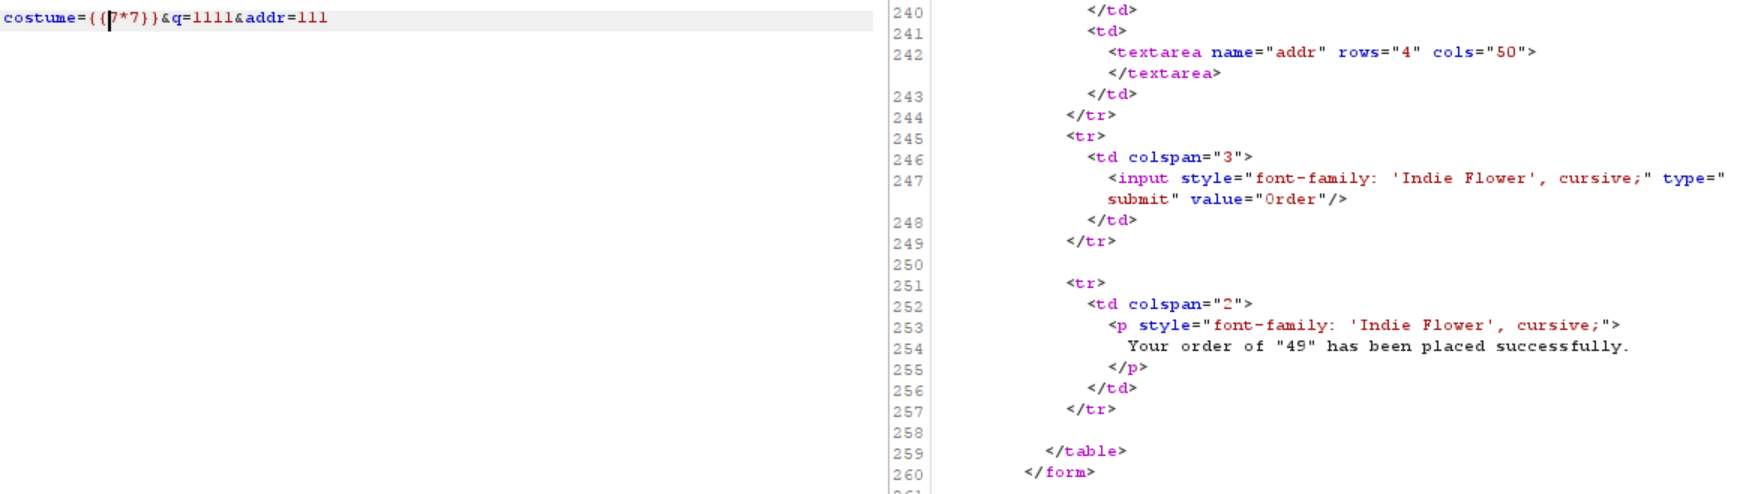 costume={{7*7}}&q=1111&addr=111
240 </td>
241 <td>
242 <textarea name="addr" rows="4" cols="50">
</textarea>
243 </td>
244 </tr>
245 <tr>
246 <td colspan="3">
247 <input style="font-family: 'Indie Flower', cursive;" type="
submit" value="Order"/>
248 </td>
249 </tr>
250
251 <tr>
252 <td colspan="2">
253 <p style="font-family: 'Indie Flower', cursive;">
254 Your order of "49" has been placed successfully.
255 </p>
256 </td>
257 </tr>
258
259 </table>
260 </form>